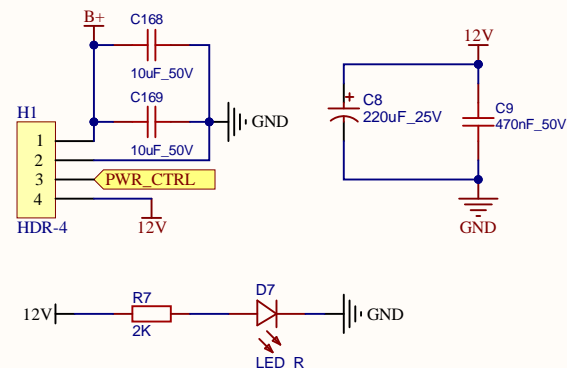 B+
C168
10uF_50V
C169
10uF_50V
GND
H1
1
2
3
4
PWR_CTRL
HDR-4
12V
12V
C8
220uF_25V
C9
470nF_50V
GND
12V
R7
2K
D7
LED_R
GND